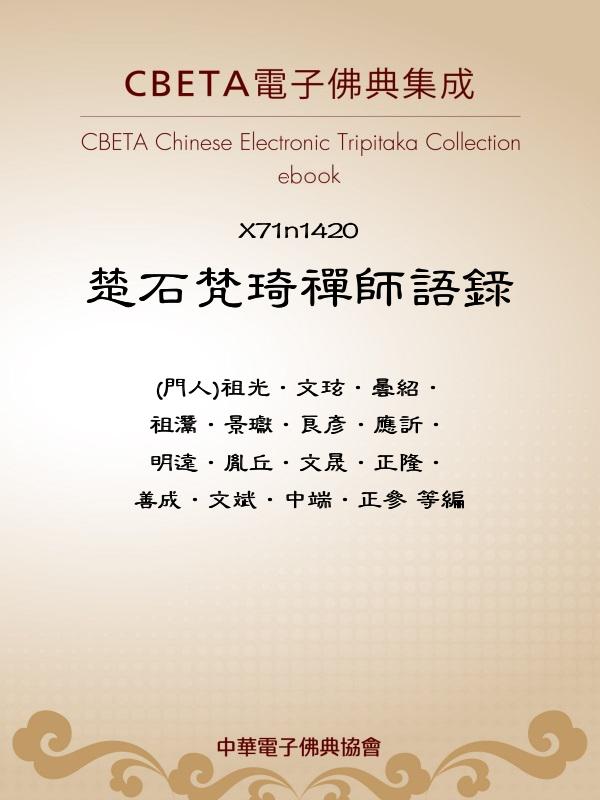 CBETA電子佛典集成
CBETA Chinese Electronic Tripitaka Collection
ebook
X71n1420
楚石梵琦禪師語錄
(門人)祖光．文玹．曇紹．
祖灊．景瓛．良彥．應訢．
明遠．胤丘．文晟．正隆．
善成．文斌．中端．正參 等編
中華電子佛典協會